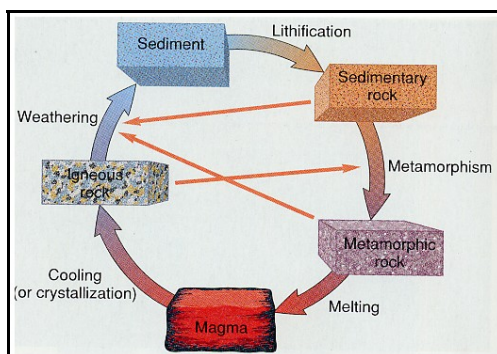 Sediment
Lithification
Sedimentary
rock
Weathering
Igneous
rock
Metamorphism
Metamorphic
rock
Cooling
(or crystallization)
Melting
Magma